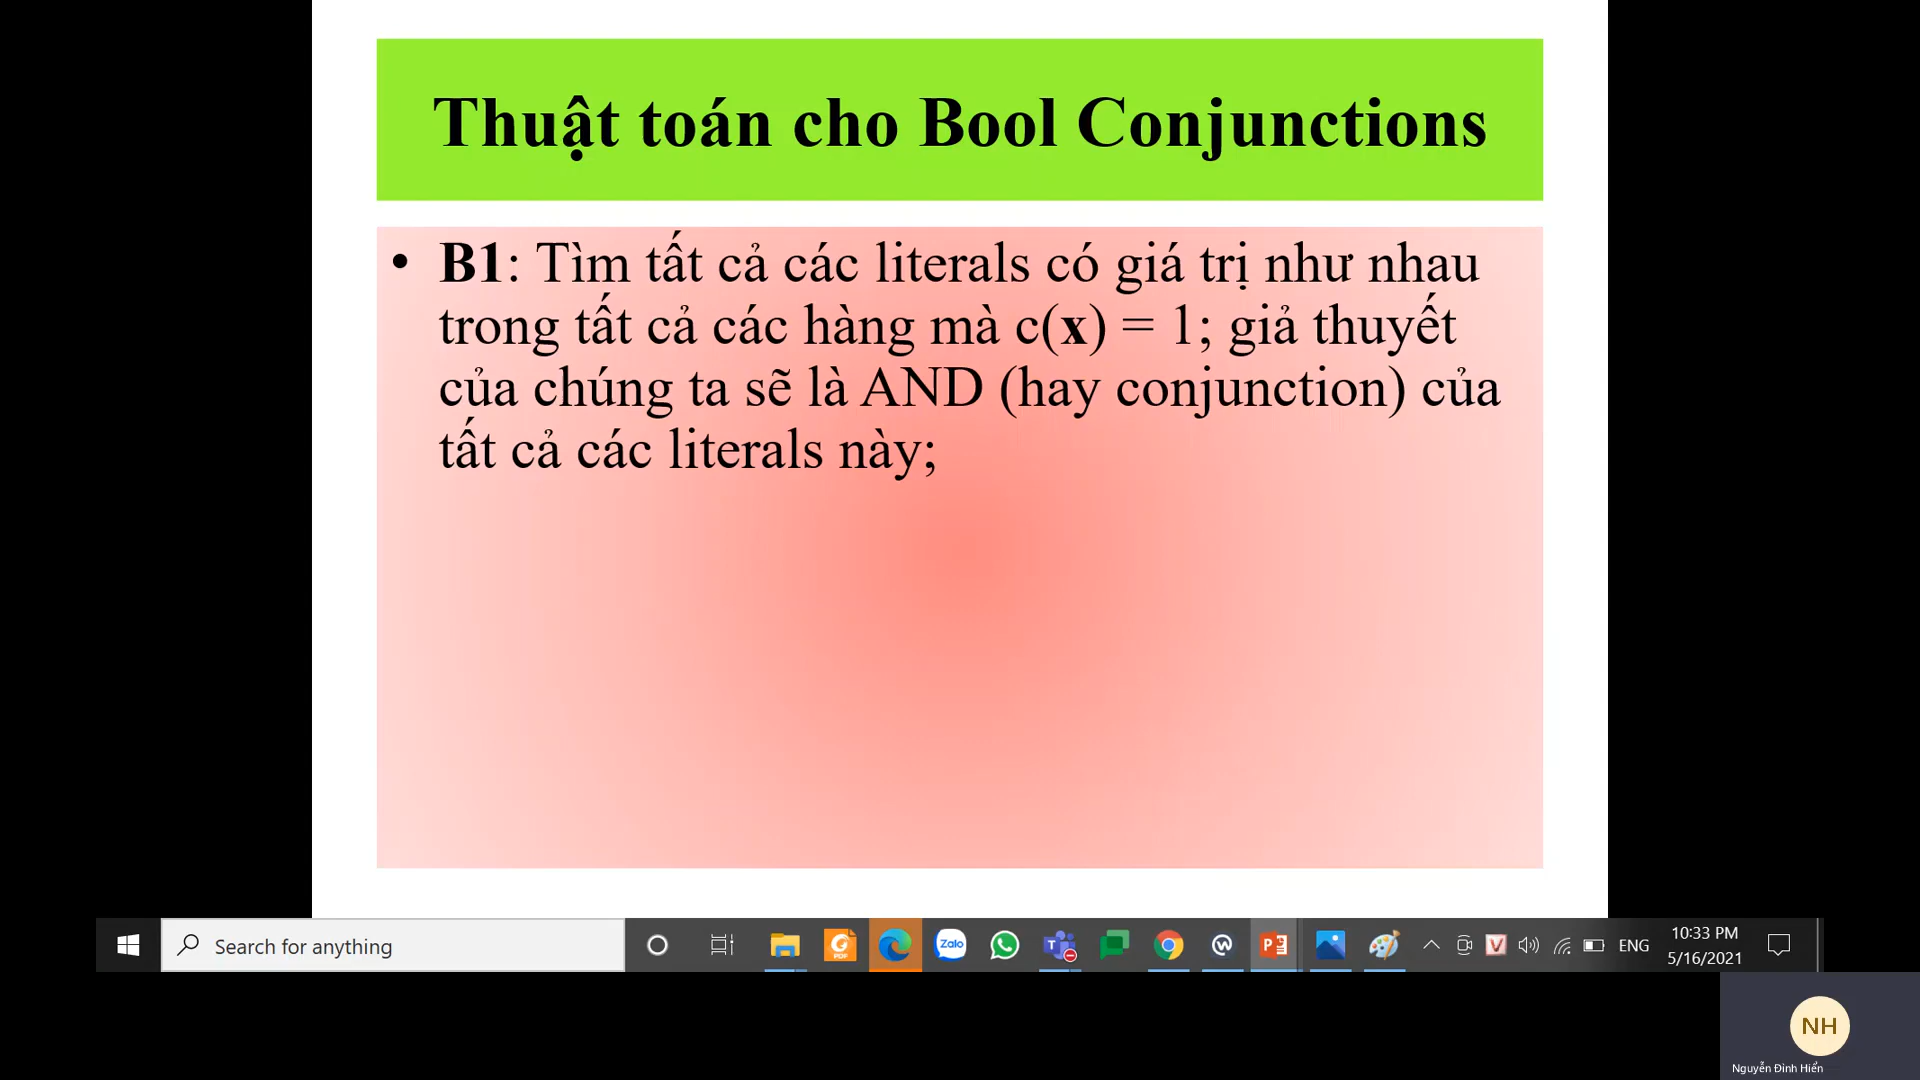 Thuật toán cho Bool Conjunctions
• B1: Tìm tất cả các literals có giá trị như nhau
trong tất cả các hàng mà c(x) = 1; giả thuyết
của chúng ta sẽ là AND (hay conjunction) của
tất cả các literals này;
Search for anything
PDF
Zalo
ENG
10:33 PM
5/16/2021
NH
Nguyễn Đình Hiển